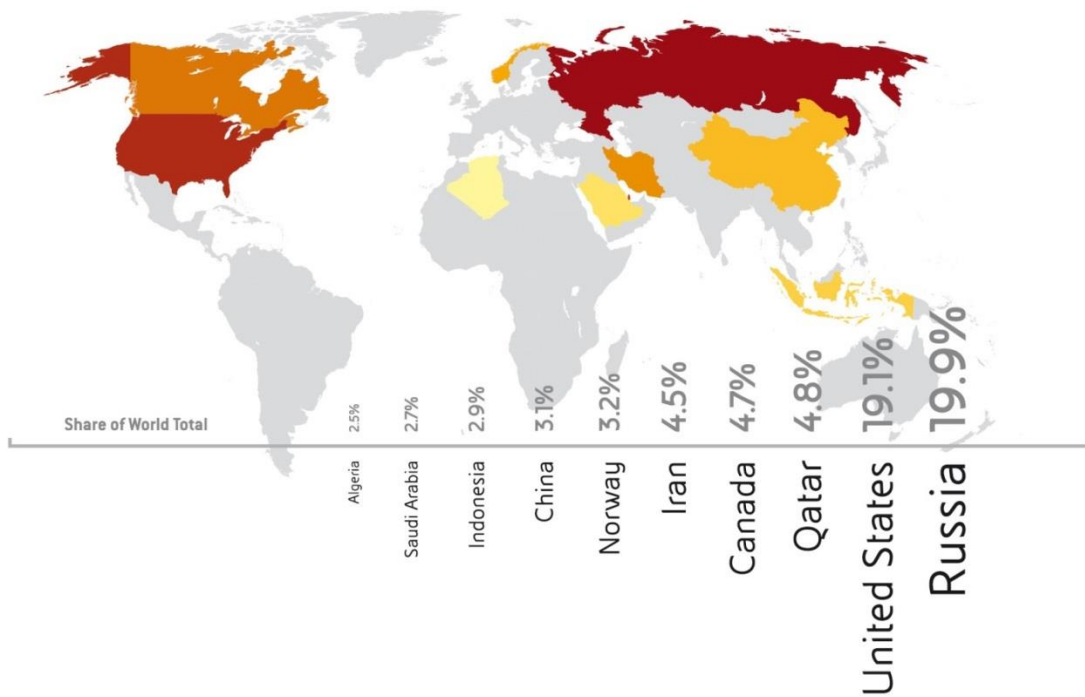 Share of World Total
2.5%
2.7%
2.9%
3.1%
3.2%
4.5%
4.7%
4.8%
19.1%
19.9%
Algeria
Saudi Arabia
Indonesia
China
Norway
Iran
Canada
Qatar
United States
Russia